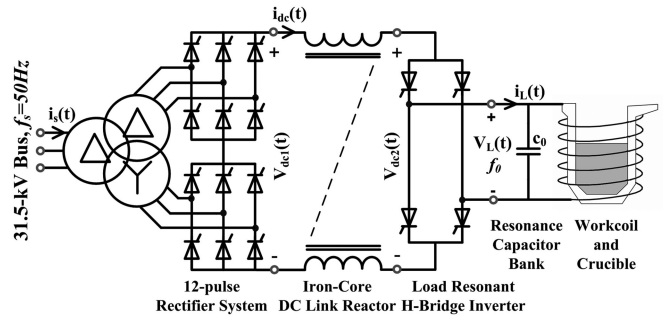 31.5-kV Bus, fs=50Hz
is(t)
idc(t)
+
Vdc1(t)
-
+
Vdc2(t)
-
iL(t)
+
VL(t)
f0
-
c0
12-pulse
Rectifier System
Iron-Core
DC Link Reactor
Load Resonant
H-Bridge Inverter
Resonance
Capacitor
Bank
Workcoil
and
Crucible